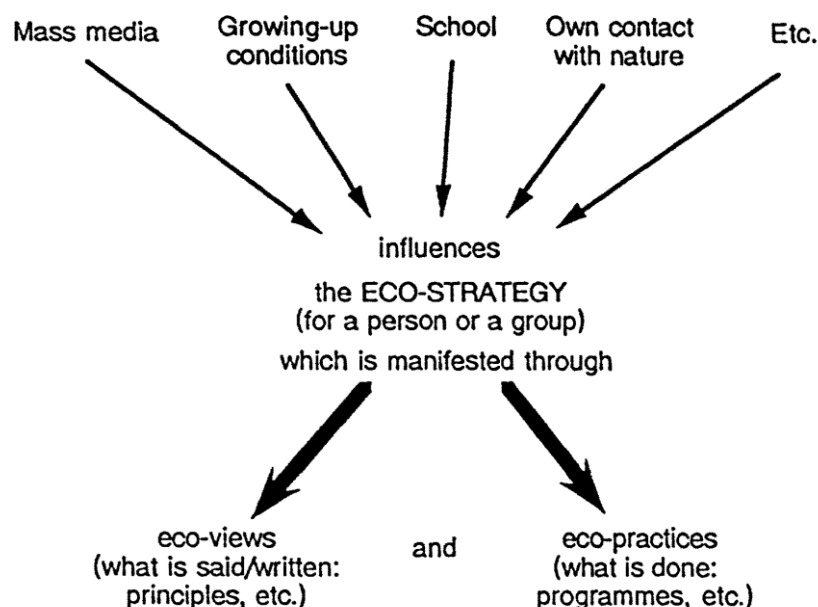 Mass media
Growing-up
conditions
School
Own contact
with nature
Etc.
influences
the ECO-STRATEGY
(for a person or a group)
which is manifested through
eco-views
(what is said/written:
principles, etc.)
and
eco-practices
(what is done:
programmes, etc.)